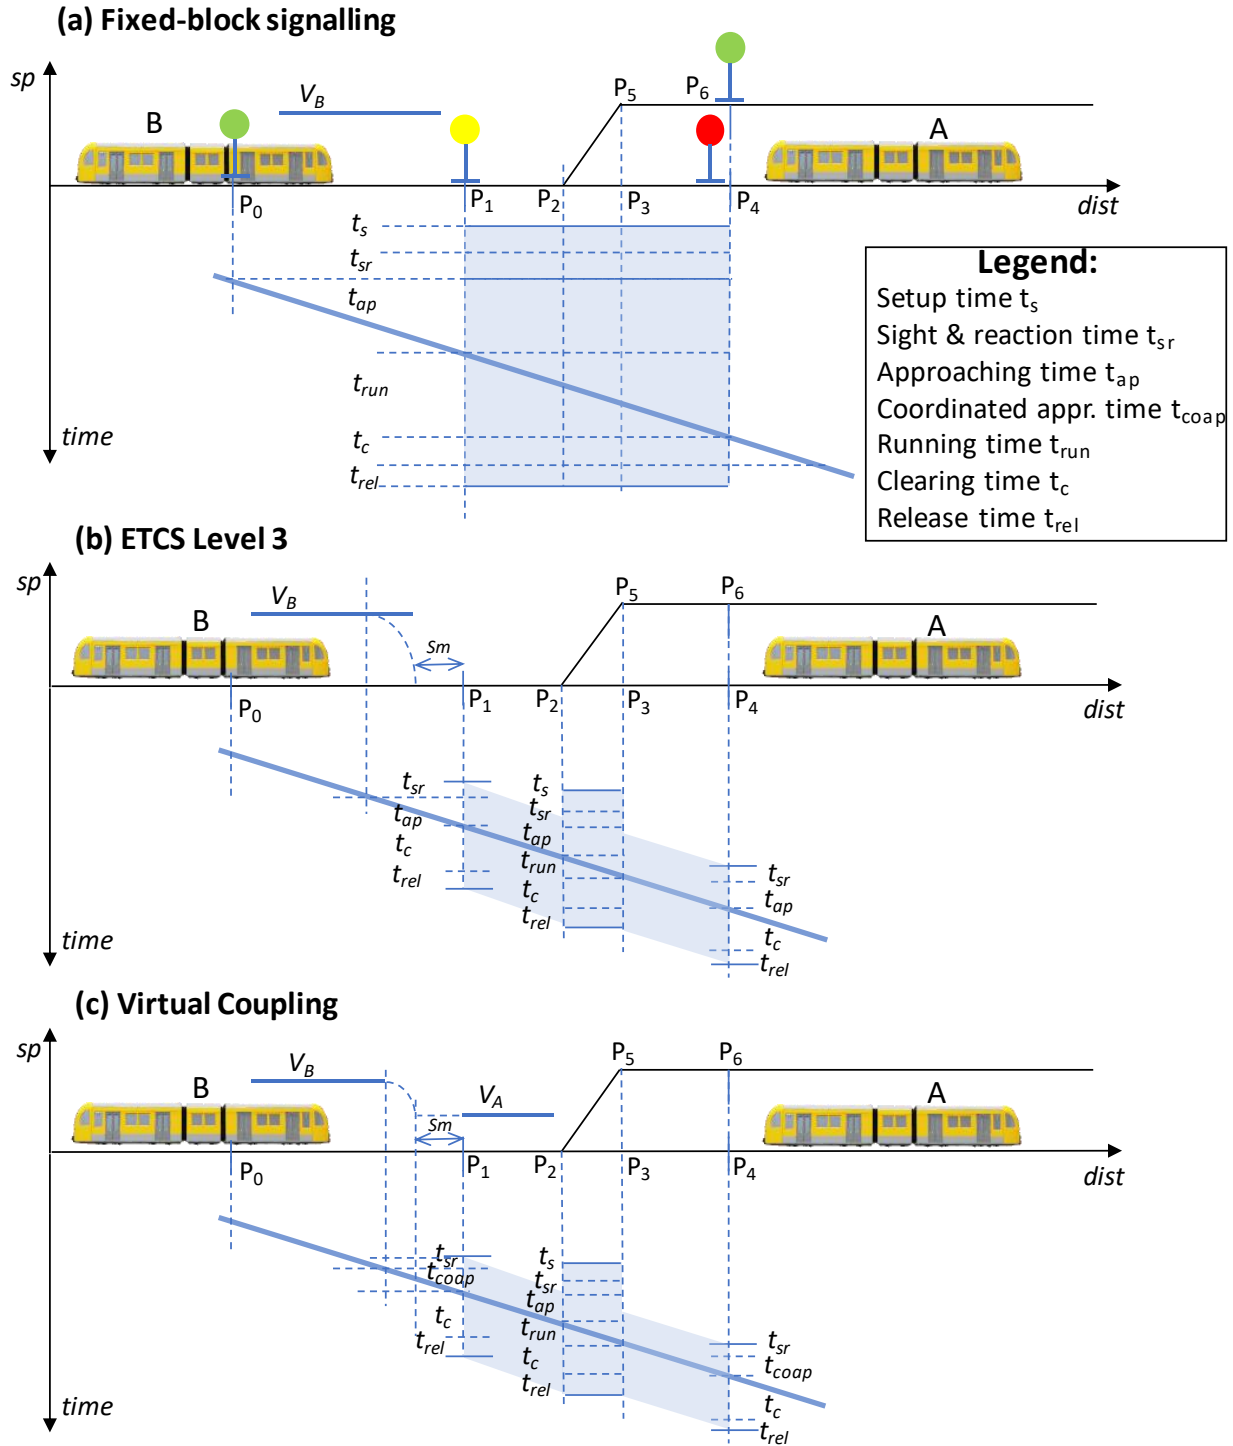 (a) Fixed-block signalling
sp
V_B
B
P_5
P_6
A
P_0
P_1
P_2
P_3
P_4
dist
t_s
t_sr
t_ap
t_run
t_c
t_rel
time
Legend:
Setup time t_s
Sight & reaction time t_sr
Approaching time t_ap
Coordinated appr. time t_coap
Running time t_run
Clearing time t_c
Release time t_rel
(b) ETCS Level 3
sp
V_B
B
Sm
P_5
P_6
A
P_0
P_1
P_2
P_3
P_4
dist
t_sr
t_ap
t_c
t_rel
t_s
t_sr
t_ap
t_run
t_c
t_rel
t_sr
t_ap
t_c
t_rel
time
(c) Virtual Coupling
sp
V_B
B
V_A
Sm
P_5
P_6
A
P_0
P_1
P_2
P_3
P_4
dist
t_sr
t_coap
t_c
t_rel
t_s
t_sr
t_ap
t_run
t_c
t_rel
t_sr
t_coap
t_c
t_rel
time